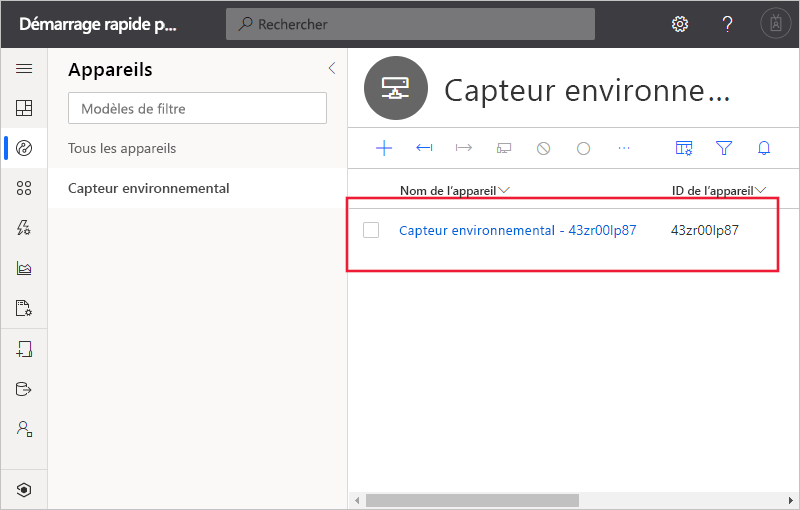 Démarrage rapide p...
Rechercher
?
Appareils
Modèles de filtre
Tous les appareils
Capteur environnemental
Capteur environne...
Nom de l'appareil
ID de l'appareil
Capteur environnemental - 43zr00lp87
43zr00lp87